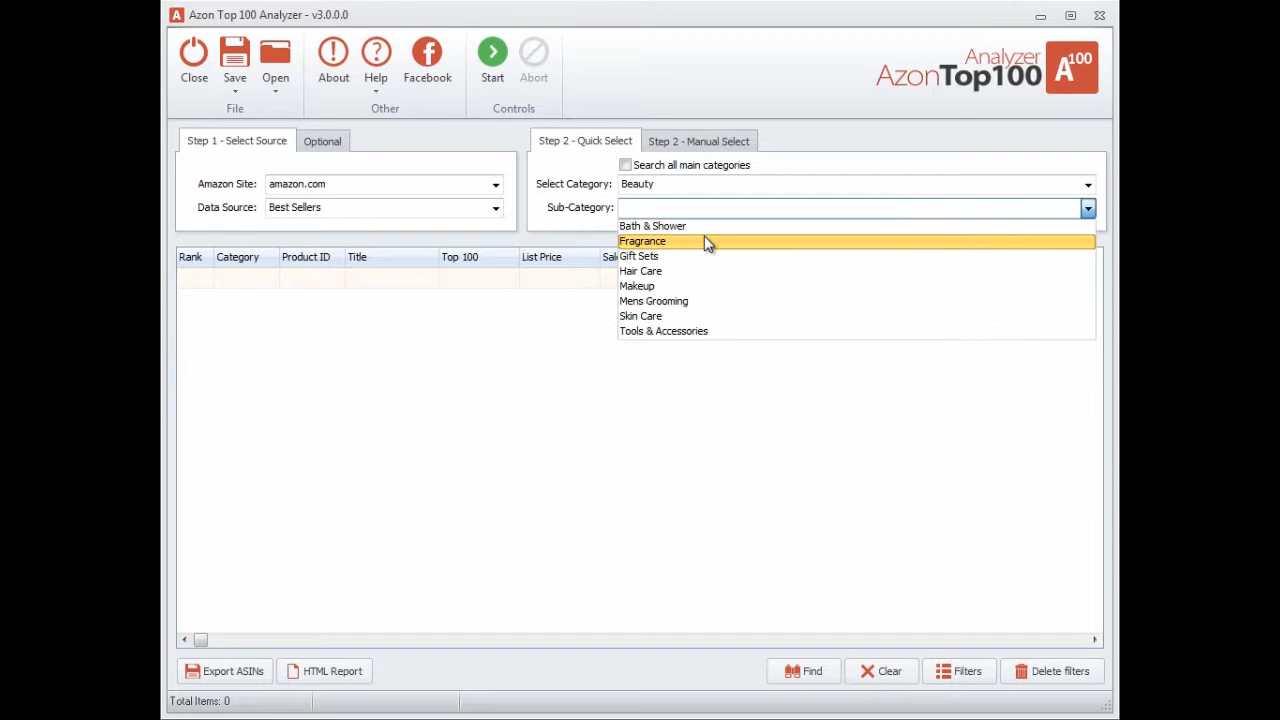 Azon Top 100 Analyzer - v3.0.0.0
Close Save Open About Help Facebook Start Abort
File Other Controls
Analyzer
AzonTop100
A100
Step 1 - Select Source Optional Step 2 - Quick Select Step 2 - Manual Select
Search all main categories
Amazon Site: amazon.com Select Category: Beauty
Data Source: Best Sellers Sub-Category:
Bath & Shower
Fragrance
Gift Sets
Hair Care
Makeup
Mens Grooming
Skin Care
Tools & Accessories
Rank Category Product ID Title Top 100 List Price Sal
Export ASINs HTML Report Find Clear Filters Delete filters
Total Items: 0